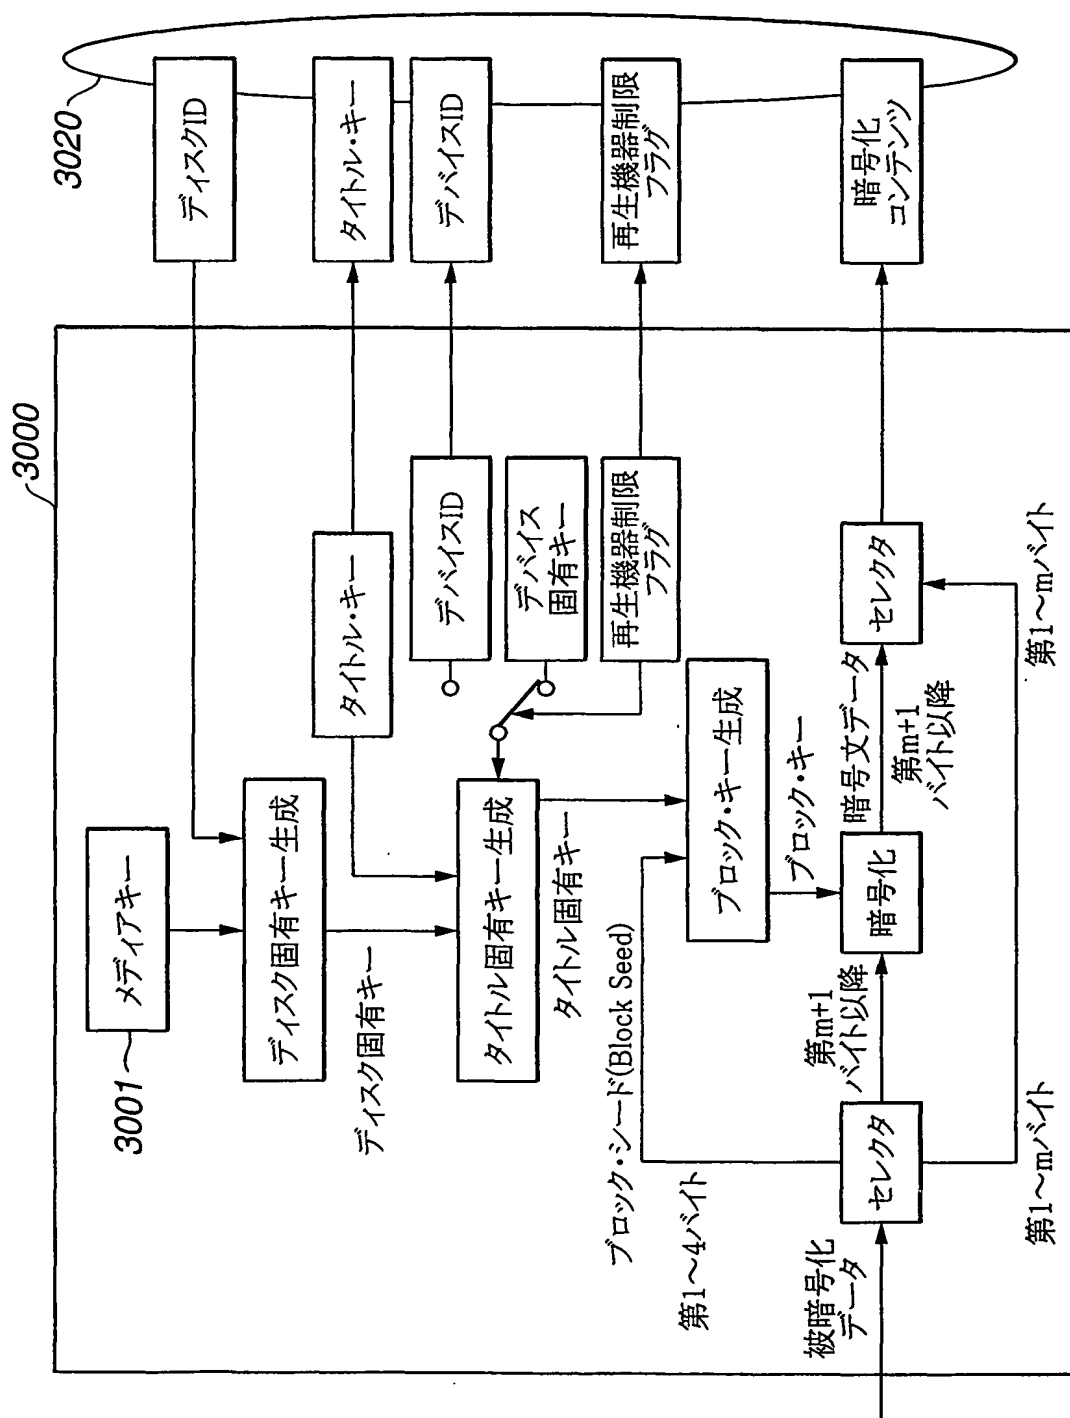 3000
3020
3001
メディアキー
ディスク固有キー生成
ディスク固有キー
ディスクID
タイトル・キー
タイトル・キー
タイトル固有キー生成
タイトル固有キー
デバイスID
デバイスID
デバイス
固有キー
再生機器制限
フラグ
再生機器制限
フラグ
ブロック・シード(Block Seed)
第1〜4バイト
ブロック・キー生成
ブロック・キー
被暗号化
データ
セレクタ
第m+1
バイト以降
暗号化
暗号文データ
第m+1
バイト以降
セレクタ
暗号化
コンテンツ
第1〜mバイト
第1〜mバイト